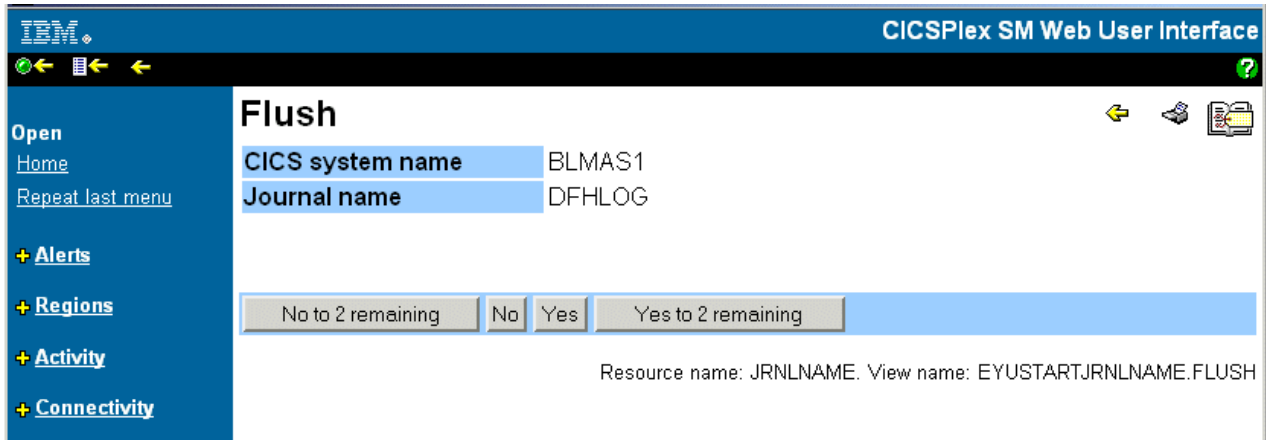 IBM.
CICSPlex SM Web User Interface
?
Open
Home
Repeat last menu
+ Alerts
+ Regions
+ Activity
+ Connectivity
Flush
CICS system name BLMAS1
Journal name DFHLOG
No to 2 remaining No Yes Yes to 2 remaining
Resource name: JRNLNAME. View name: EYUSTARTJRNLNAME.FLUSH